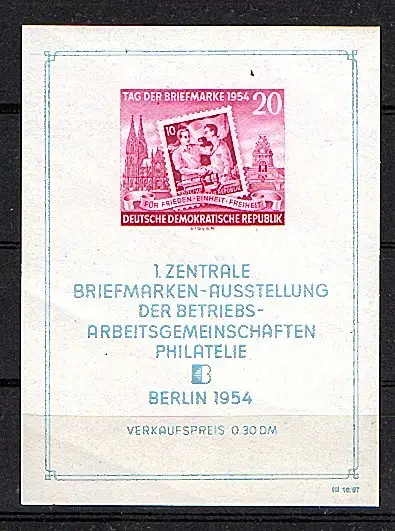 TAG DER BRIEFMARKE 1954 20
10
FÜR FRIEDEN · EINHEIT · FREIHEIT
DEUTSCHE DEMOKRATISCHE REPUBLIK
1. ZENTRALE
BRIEFMARKEN-AUSSTELLUNG
DER BETRIEBS-
ARBEITSGEMEINSCHAFTEN
PHILATELIE
B
BERLIN 1954
VERKAUFSPREIS 0.30 DM